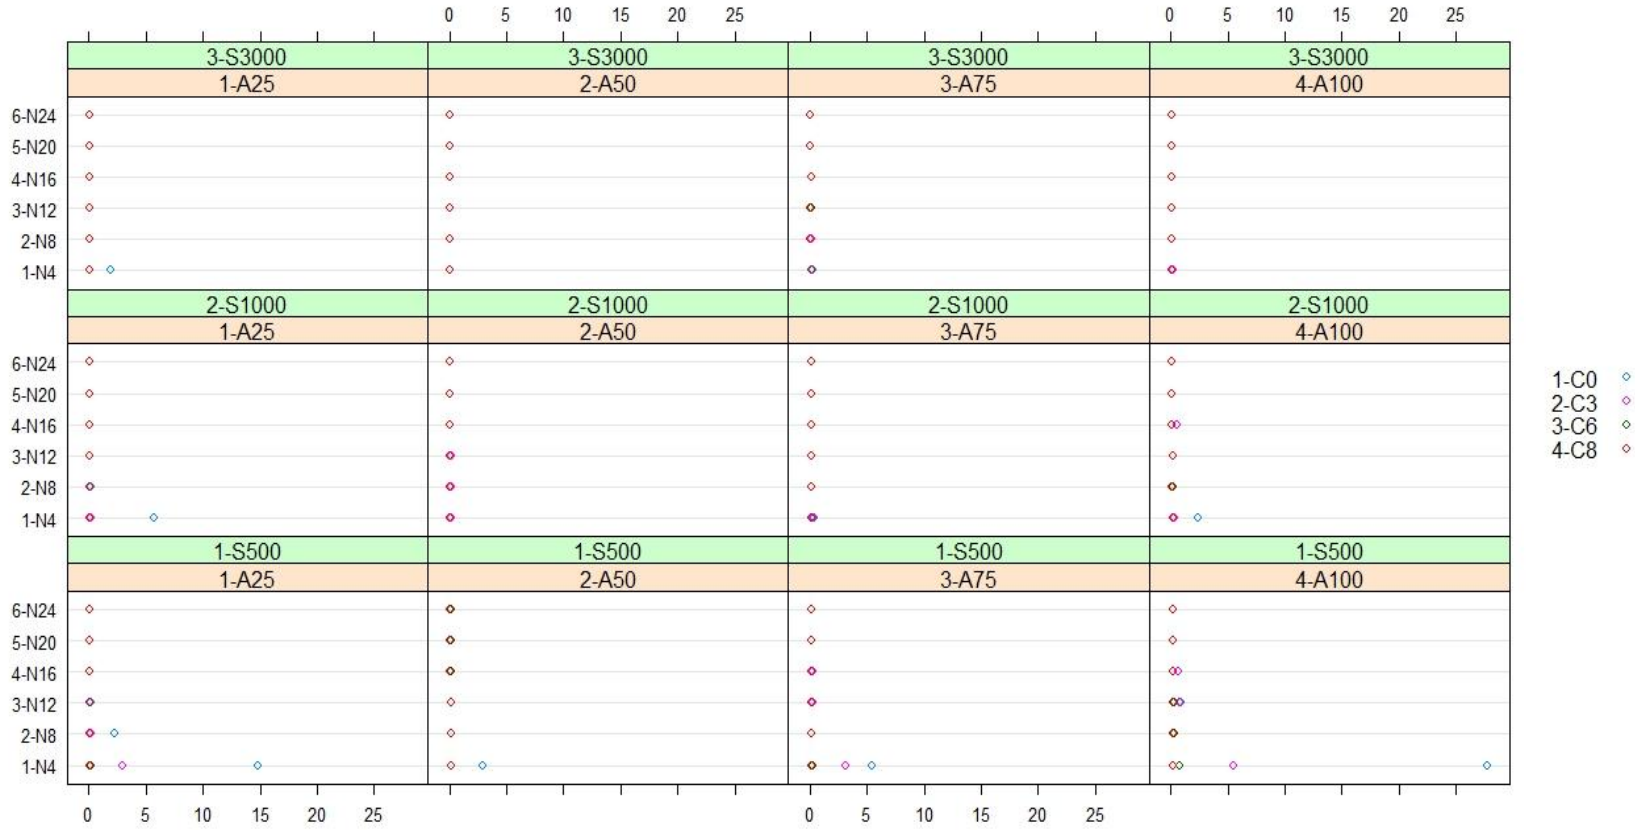 0 5 10 15 20 25 0 5 10 15 20 25
3-S3000 3-S3000 3-S3000 3-S3000
1-A25 2-A50 3-A75 4-A100
6-N24
5-N20
4-N16
3-N12
2-N8
1-N4
2-S1000 2-S1000 2-S1000 2-S1000
1-A25 2-A50 3-A75 4-A100
6-N24
5-N20
4-N16
3-N12
2-N8
1-N4
1-S500 1-S500 1-S500 1-S500
1-A25 2-A50 3-A75 4-A100
6-N24
5-N20
4-N16
3-N12
2-N8
1-N4
0 5 10 15 20 25 0 5 10 15 20 25
1-C0
2-C3
3-C6
4-C8